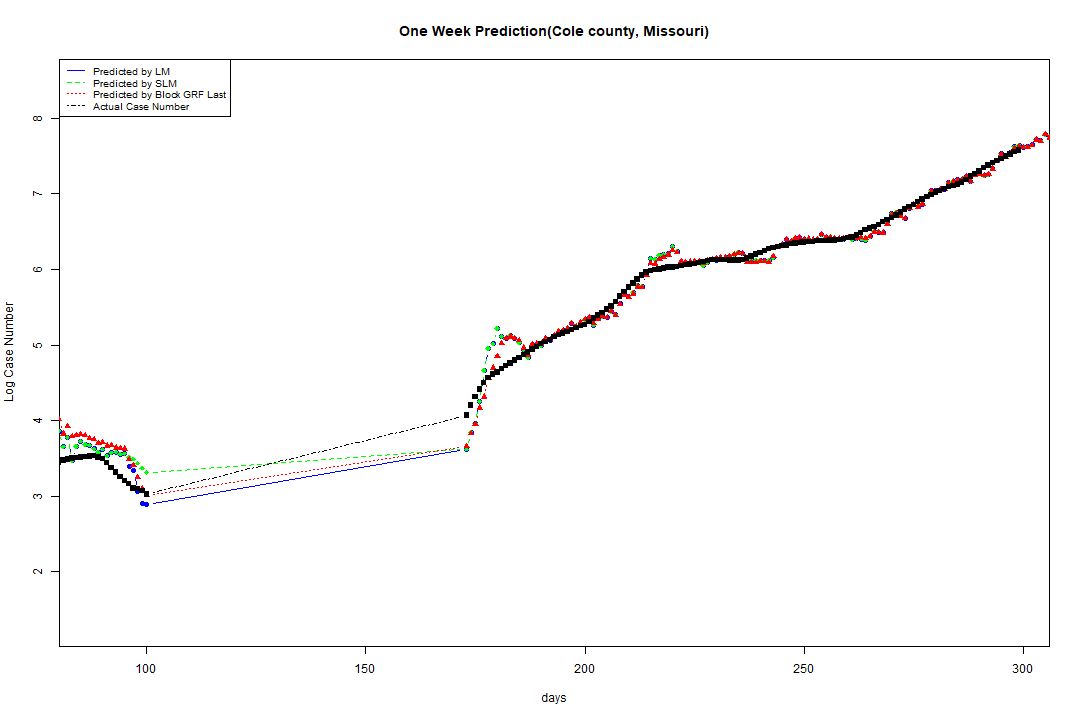 One Week Prediction(Cole county, Missouri)
Predicted by LM
Predicted by SLM
Predicted by Block GRF Last
Actual Case Number
8
7
6
5
4
3
2
Log Case Number
100 150 200 250 300
days